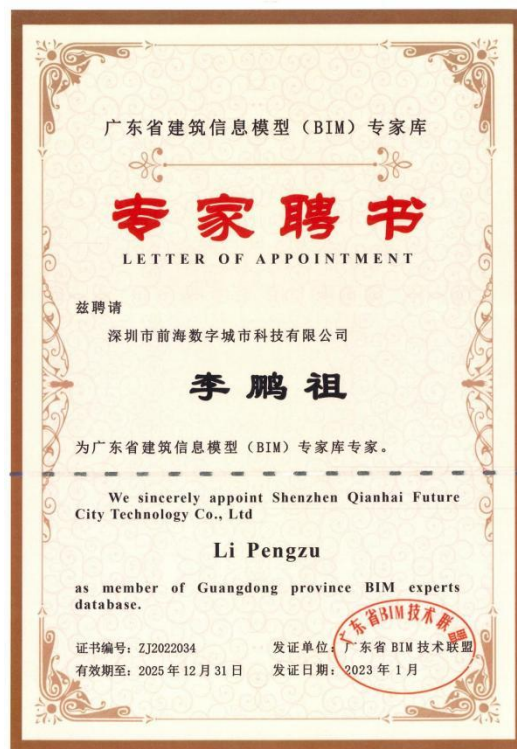 广东省建筑信息模型（BIM）专家库
专家聘书
LETTER OF APPOINTMENT
兹聘请
深圳市前海数字城市科技有限公司
李鹏祖
为广东省建筑信息模型（BIM）专家库专家。
We sincerely appoint Shenzhen Qianhai Future
City Technology Co., Ltd
Li Pengzu
as member of Guangdong province BIM experts
database.
证书编号：ZJ2022034
发证单位：广东省 BIM 技术联盟
有效期至：2025 年 12 月 31 日
发证日期：2023 年 1 月
广东省BIM技术联盟